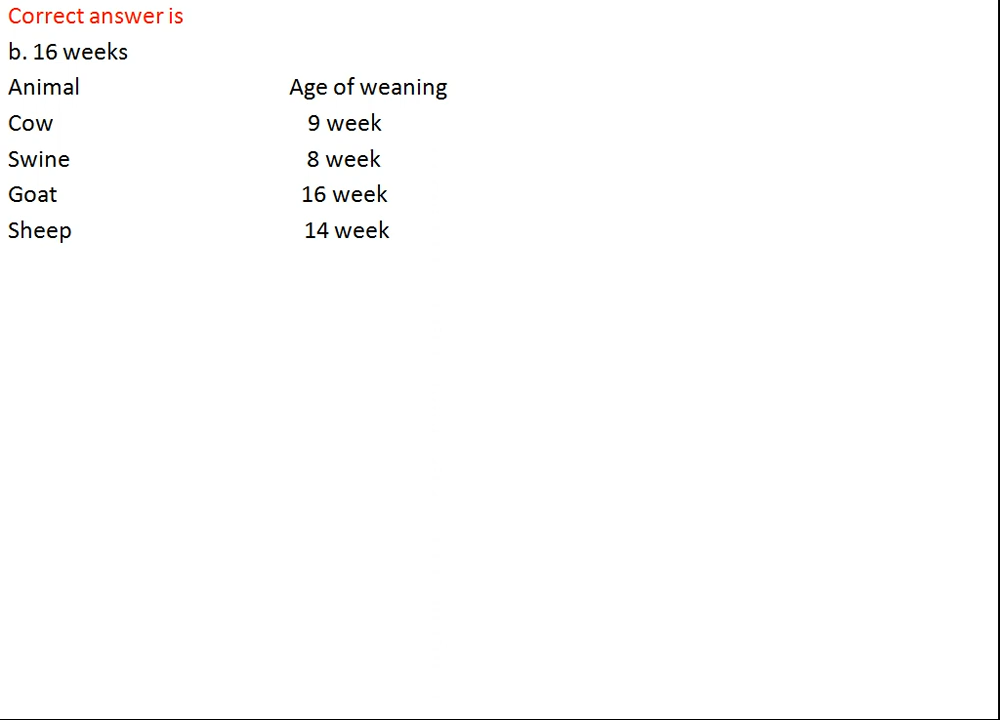 Correct answer is
b. 16 weeks
Animal Age of weaning
Cow 9 week
Swine 8 week
Goat 16 week
Sheep 14 week